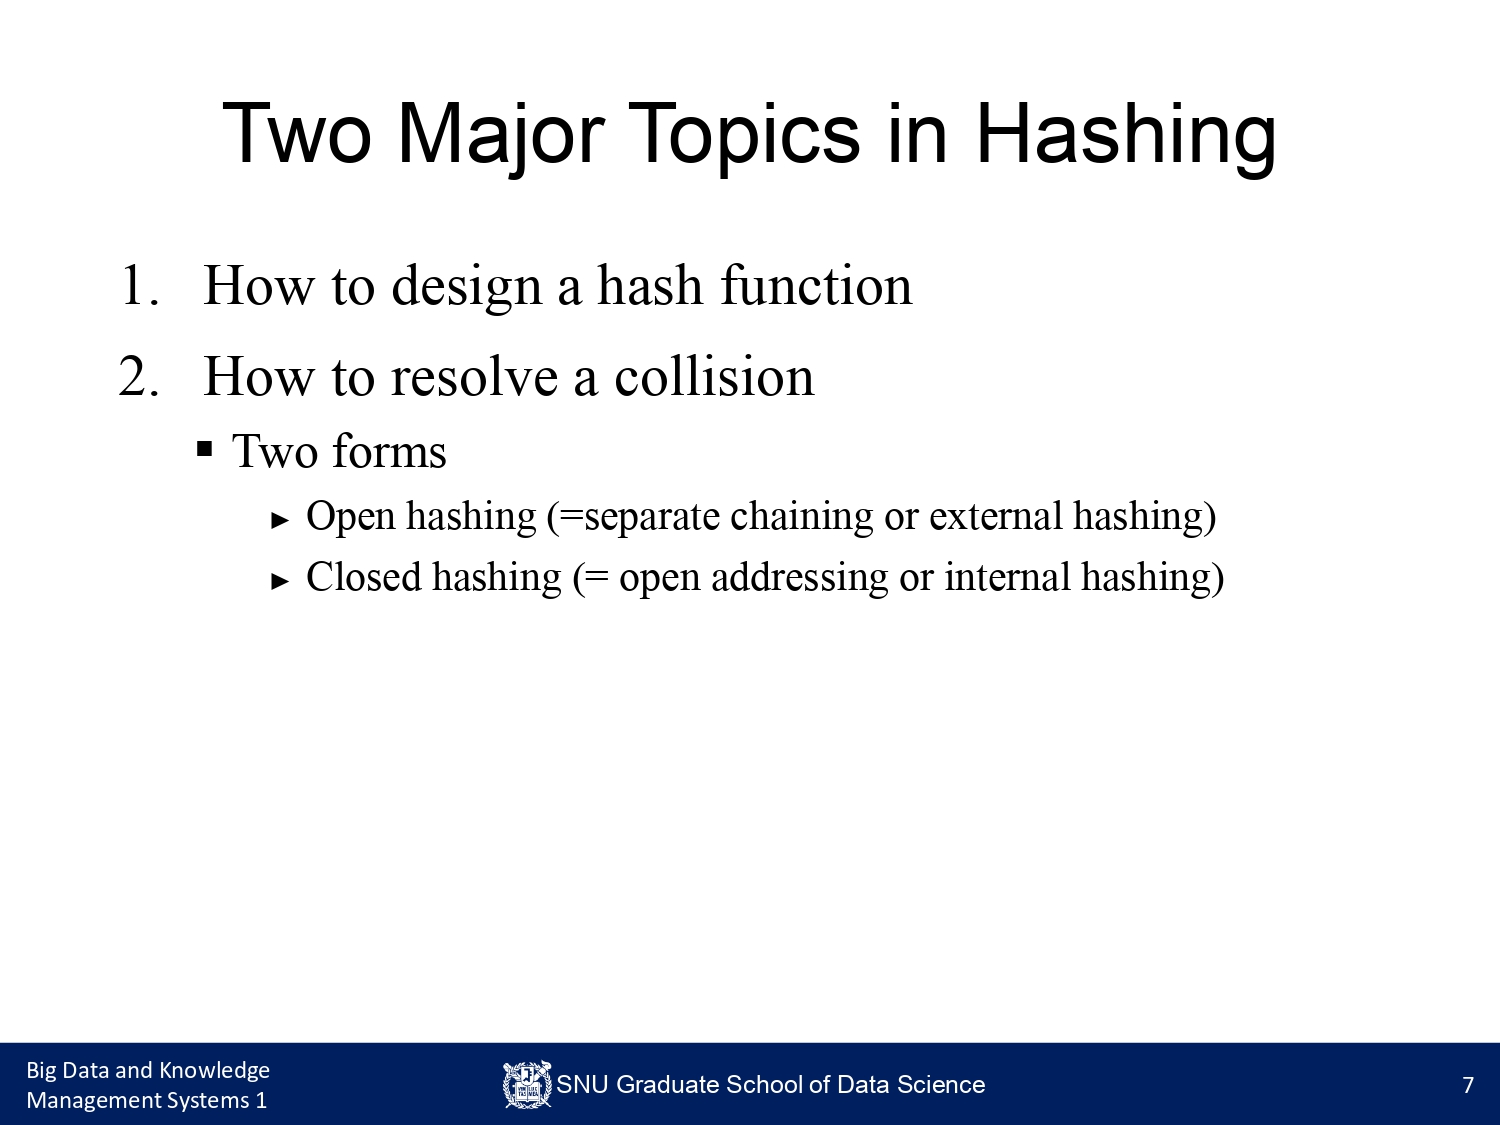 Two Major Topics in Hashing
1. How to design a hash function
2. How to resolve a collision
▪ Two forms
► Open hashing (=separate chaining or external hashing)
► Closed hashing (= open addressing or internal hashing)
Big Data and Knowledge
Management Systems 1
SNU Graduate School of Data Science
7